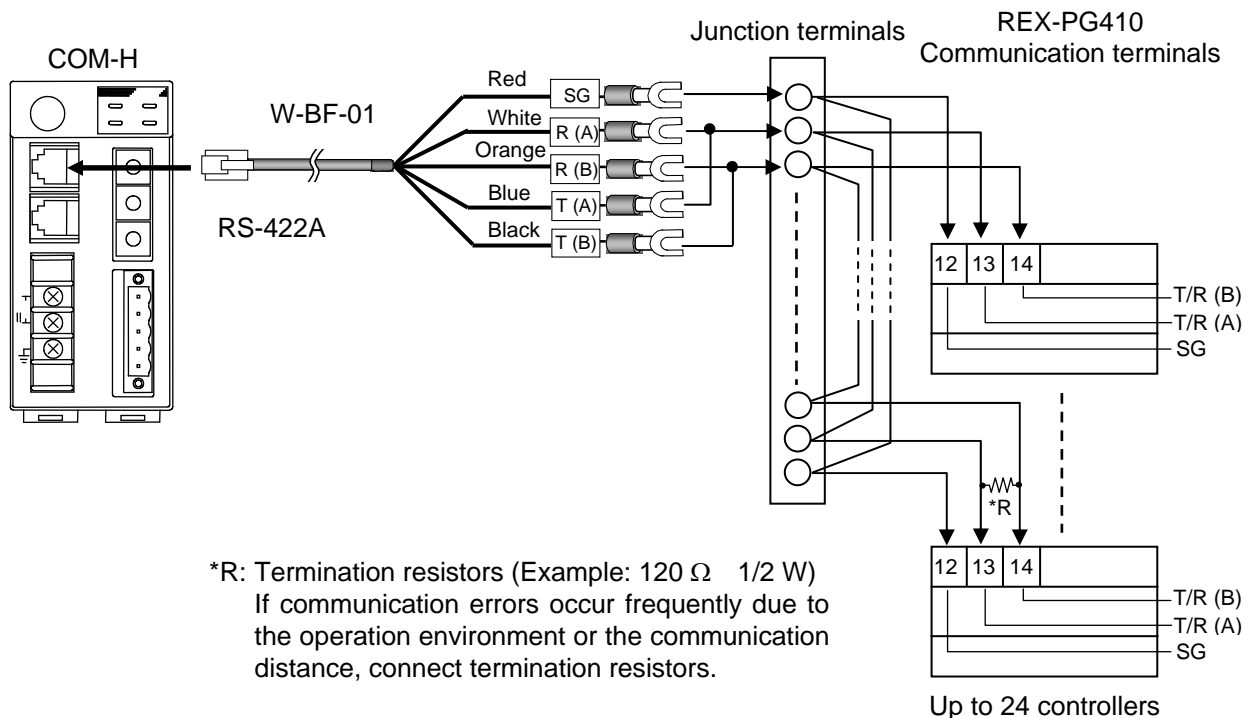 REX-PG410
Communication terminals
Junction terminals
COM-H
W-BF-01
RS-422A
Red
White
Orange
Blue
Black
SG
R (A)
R (B)
T (A)
T (B)
12 13 14
T/R (B)
T/R (A)
SG
*R
12 13 14
T/R (B)
T/R (A)
SG
Up to 24 controllers
*R: Termination resistors (Example: 120 Ω 1/2 W)
If communication errors occur frequently due to
the operation environment or the communication
distance, connect termination resistors.